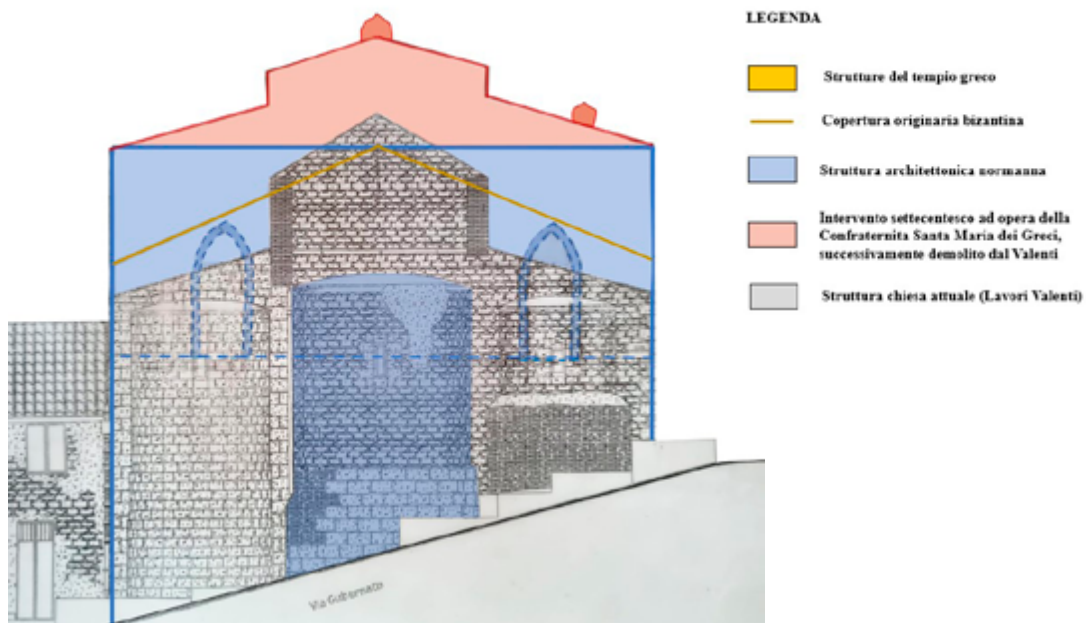 LEGENDA
Strutture del tempio greco
Copertura originaria bizantina
Struttura architettonica normanna
Intervento settecentesco ad opera della
Confraternita Santa Maria dei Greci,
successivamente demolito dal Valenti
Struttura chiesa attuale (Lavori Valenti)
Via Gubernatis